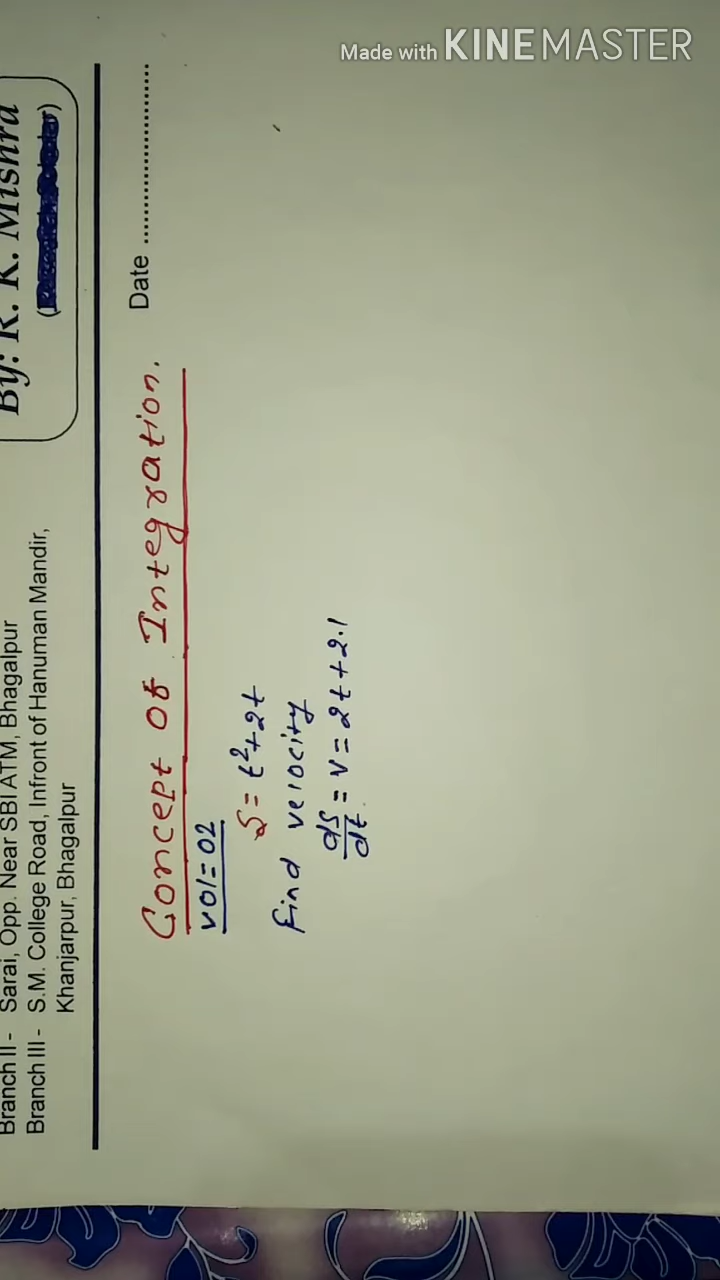 Made with KINEMASTER
By: R. K. Mishra
Branch II - Sarai, Opp. Near SBI ATM, Bhagalpur
Branch III - S.M. College Road, Infront of Hanuman Mandir,
Khanjarpur, Bhagalpur
Date ........................
Concept of Integration.
Vol=02
S = t²+2t
Find velocity
ds/dt = v = 2t+2.1